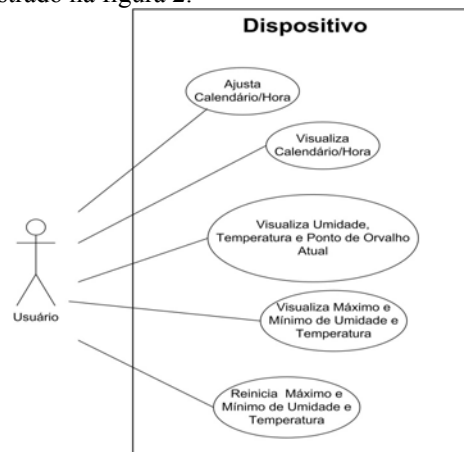 strado na figura 2.
Dispositivo
Ajusta
Calendário/Hora
Visualiza
Calendário/Hora
Visualiza Umidade,
Temperatura e Ponto de Orvalho
Atual
Usuário
Visualiza Máximo e
Mínimo de Umidade e
Temperatura
Reinicia Máximo e
Mínimo de Umidade e
Temperatura